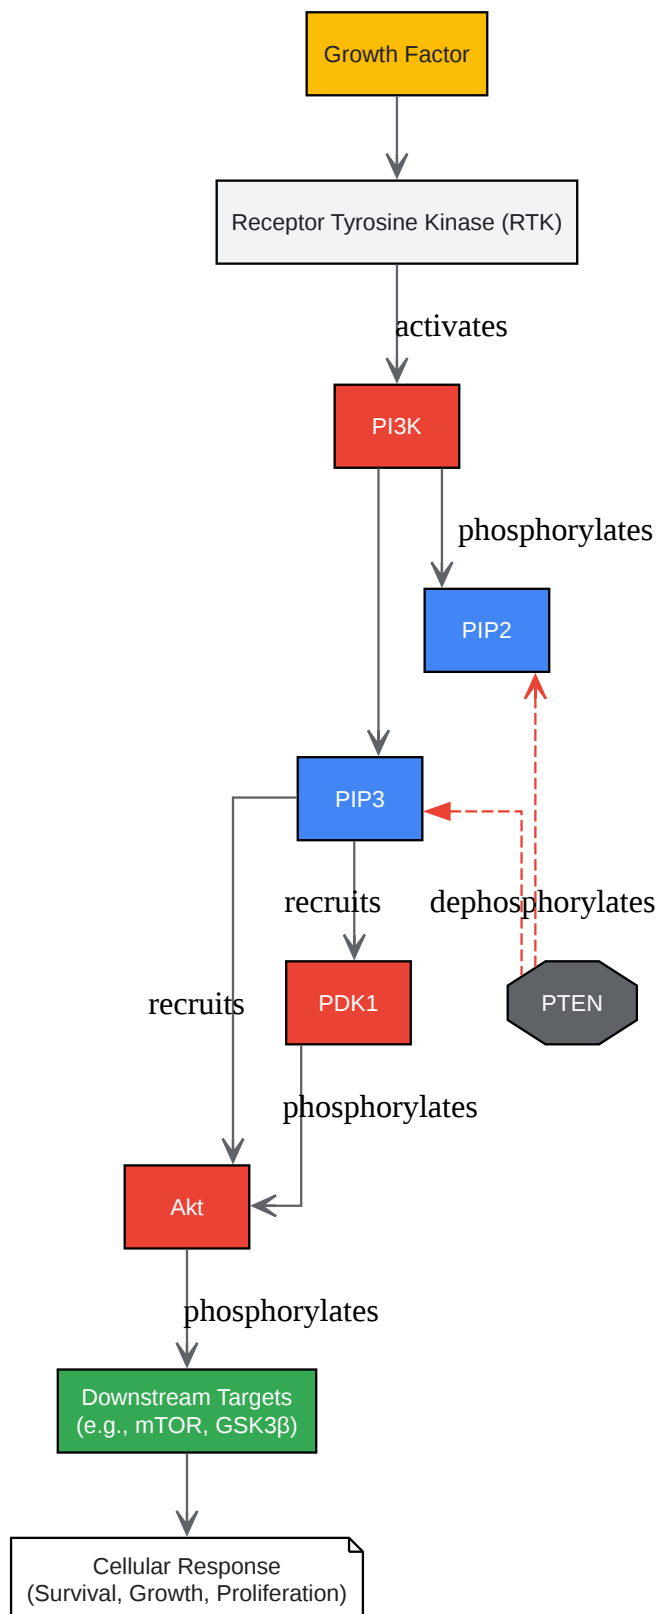 Growth Factor
Receptor Tyrosine Kinase (RTK)
activates
PI3K
phosphorylates
PIP2
PIP3
recruits
dephosphorylates
recruits
PDK1
PTEN
phosphorylates
Akt
phosphorylates
Downstream Targets
(e.g., mTOR, GSK3β)
Cellular Response
(Survival, Growth, Proliferation)